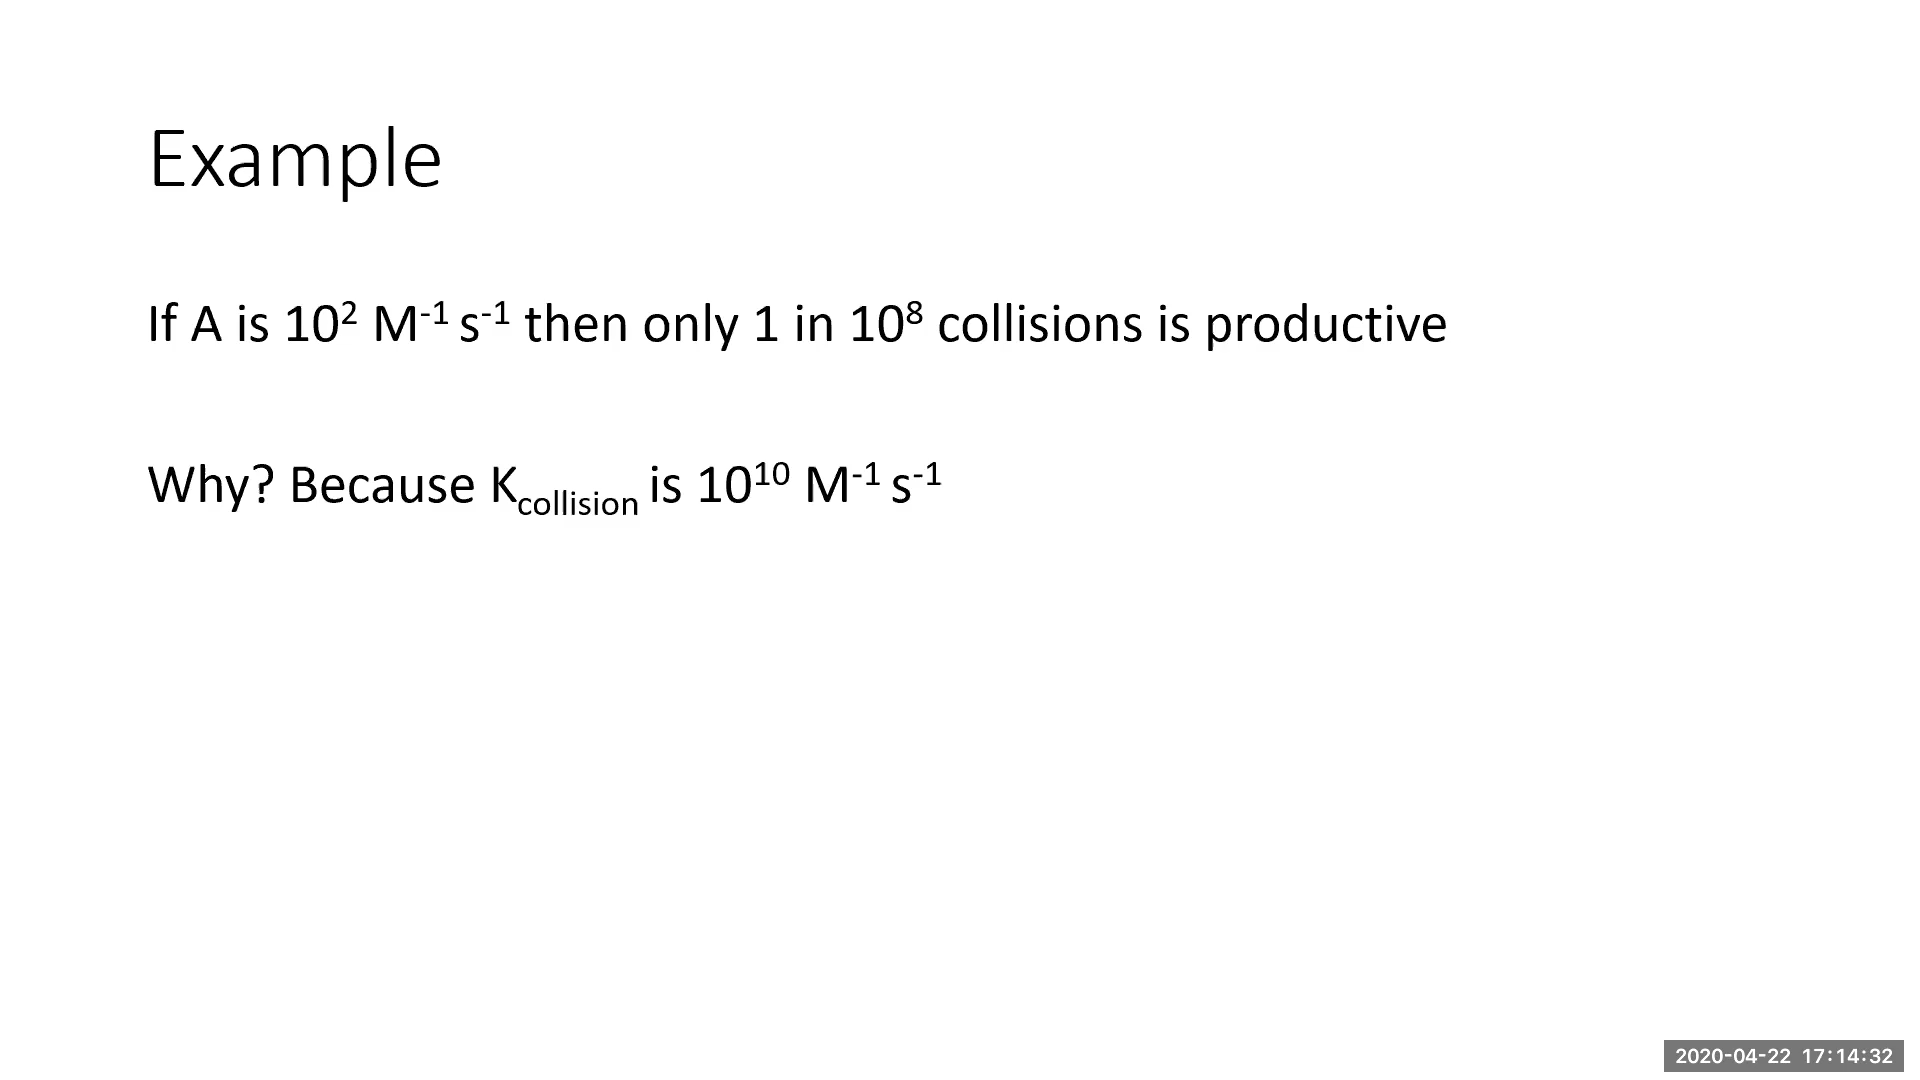 Example
If A is 10² M⁻¹ s⁻¹ then only 1 in 10⁸ collisions is productive
Why? Because K_collision is 10¹⁰ M⁻¹ s⁻¹
2020-04-22 17:14:32